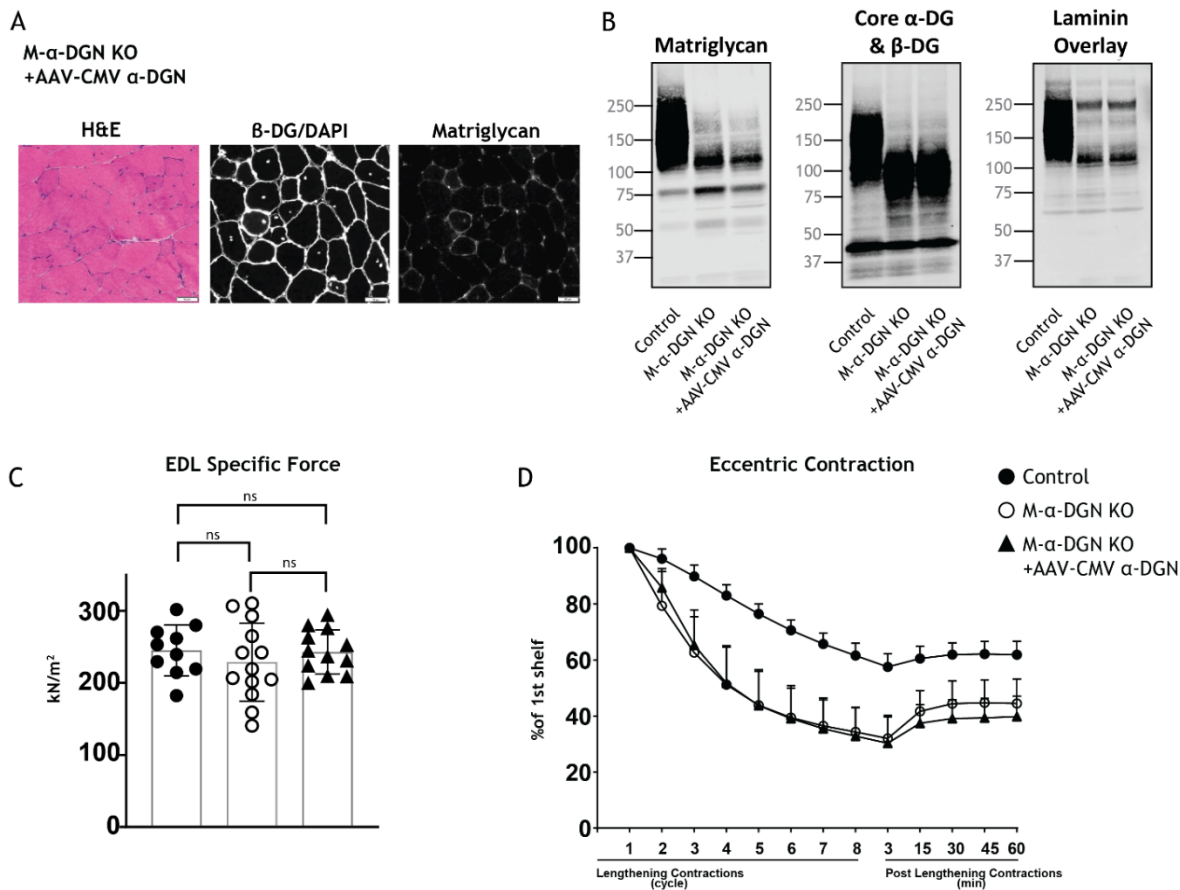 A
M-α-DGN KO
+AAV-CMV α-DGN
H&E
β-DG/DAPI
Matriglycan
B
Matriglycan
250
150
100
75
50
37
Control
M-α-DGN KO
M-α-DGN KO
+AAV-CMV α-DGN
Core α-DG
& β-DG
250
150
100
75
50
37
Control
M-α-DGN KO
M-α-DGN KO
+AAV-CMV α-DGN
Laminin
Overlay
250
150
100
75
50
37
Control
M-α-DGN KO
M-α-DGN KO
+AAV-CMV α-DGN
C
EDL Specific Force
ns
ns
ns
kN/m²
300
200
100
0
D
Eccentric Contraction
Control
M-α-DGN KO
M-α-DGN KO
+AAV-CMV α-DGN
%of 1st shelf
100
80
60
40
20
0
1 2 3 4 5 6 7 8 3 15 30 45 60
Lengthening Contractions
(cycle)
Post Lengthening Contractions
(min)